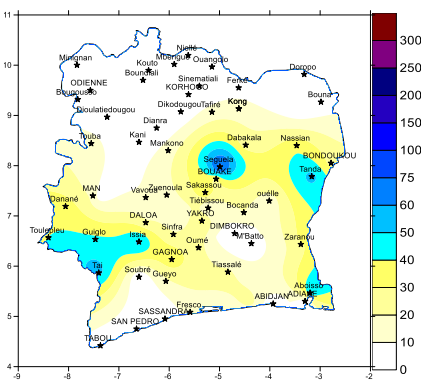 11
Niellé
Minignan
Mbengué
Ouangolo
Kouto
Doropo
10
Boundiali
Sinematiali
Ferké
ODIENNE
KORHOGO
Bougousso
Bouna
Kong
Dikodougou
Tafiré
Dioulatiedougou
9
Dianra
Touba
Kani
Mankono
Dabakala
Nassian
BONDOUKOU
Seguela
8
BOUAKE
Tanda
Sakassou
MAN
Vavoua
Zuenoula
ouélle
Danané
Tiébissou
Bocanda
7
DALOA
YAKRO
DIMBOKRO
Toulepleu
Guiglo
Issia
Sinfra
M'Batto
Zaranou
Oumé
GAGNOA
6
Tai
Soubré
Tiassalé
Gueyo
Aboisso
ABIDJAN
ADIAKE
Fresco
SASSANDRA
5
SAN PEDRO
TABOU
4
-9
-8
-7
-6
-5
-4
-3
-2
300
200
150
100
75
50
40
30
20
10
0